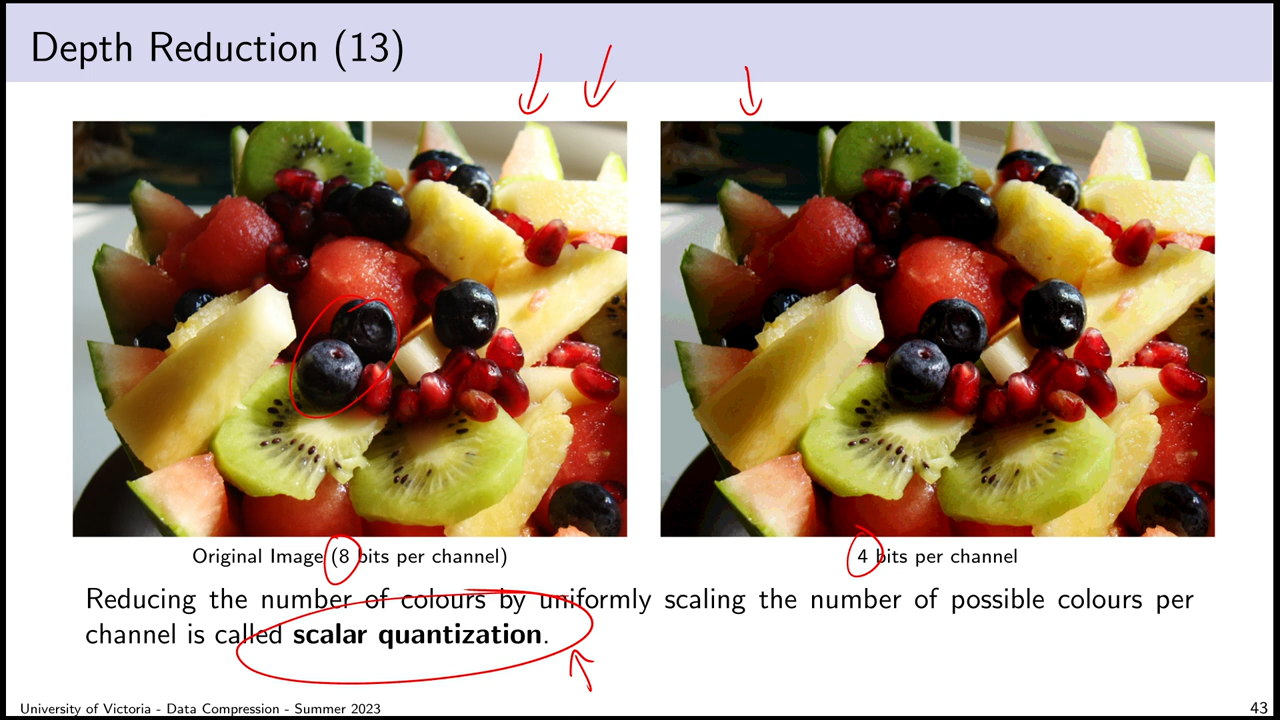 Depth Reduction (13)
Original Image (8 bits per channel)
4 bits per channel
Reducing the number of colours by uniformly scaling the number of possible colours per
channel is called scalar quantization.
University of Victoria - Data Compression - Summer 2023
43